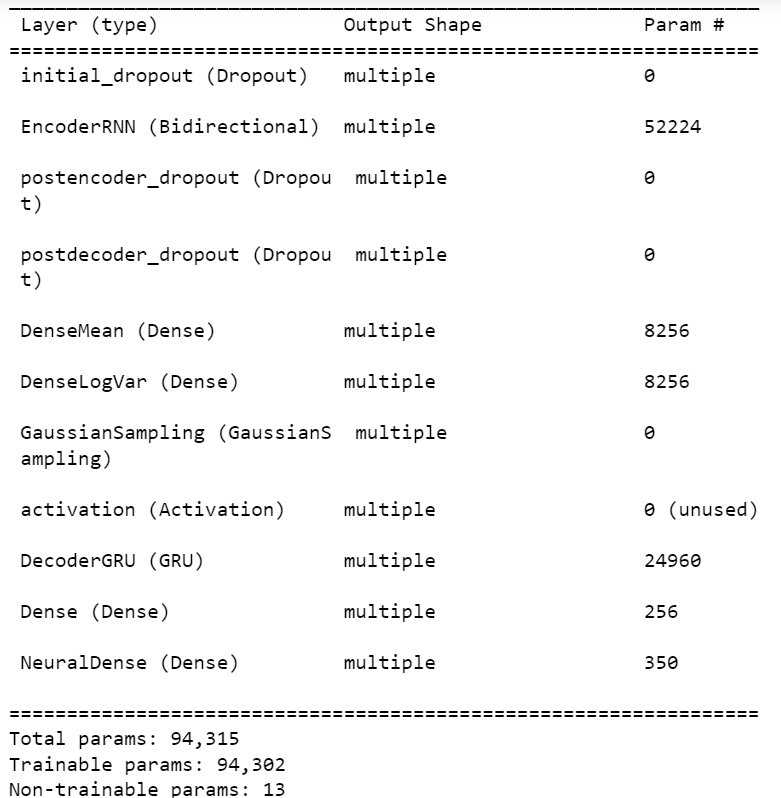 Layer (type) Output Shape Param #
=================================================================
initial_dropout (Dropout) multiple 0
EncoderRNN (Bidirectional) multiple 52224
postencoder_dropout (Dropou multiple 0
t)
postdecoder_dropout (Dropou multiple 0
t)
DenseMean (Dense) multiple 8256
DenseLogVar (Dense) multiple 8256
GaussianSampling (GaussianS multiple 0
ampling)
activation (Activation) multiple 0 (unused)
DecoderGRU (GRU) multiple 24960
Dense (Dense) multiple 256
NeuralDense (Dense) multiple 350
=================================================================
Total params: 94,315
Trainable params: 94,302
Non-trainable params: 13